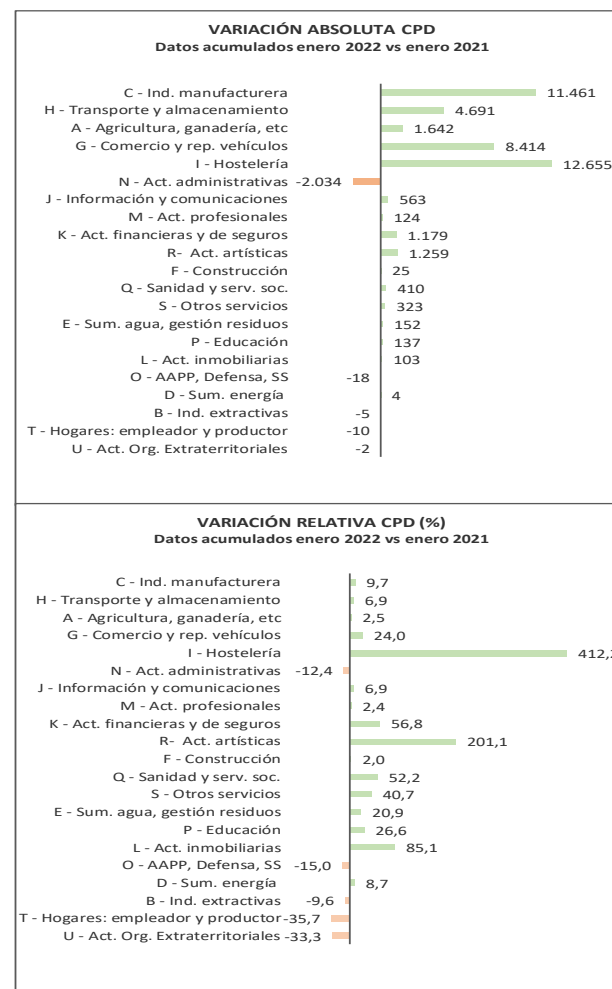 VARIACIÓN ABSOLUTA CPD
Datos acumulados enero 2022 vs enero 2021
C - Ind. manufacturera 11.461
H - Transporte y almacenamiento 4.691
A - Agricultura, ganadería, etc 1.642
G - Comercio y rep. vehículos 8.414
I - Hostelería 12.655
N - Act. administrativas -2.034
J - Información y comunicaciones 563
M - Act. profesionales 124
K - Act. financieras y de seguros 1.179
R- Act. artísticas 1.259
F - Construcción 25
Q - Sanidad y serv. soc. 410
S - Otros servicios 323
E - Sum. agua, gestión residuos 152
P - Educación 137
L - Act. inmobiliarias 103
O - AAPP, Defensa, SS -18
D - Sum. energía 4
B - Ind. extractivas -5
T - Hogares: empleador y productor -10
U - Act. Org. Extraterritoriales -2
VARIACIÓN RELATIVA CPD (%)
Datos acumulados enero 2022 vs enero 2021
C - Ind. manufacturera 9,7
H - Transporte y almacenamiento 6,9
A - Agricultura, ganadería, etc 2,5
G - Comercio y rep. vehículos 24,0
I - Hostelería 412,
N - Act. administrativas -12,4
J - Información y comunicaciones 6,9
M - Act. profesionales 2,4
K - Act. financieras y de seguros 56,8
R- Act. artísticas 201,1
F - Construcción 2,0
Q - Sanidad y serv. soc. 52,2
S - Otros servicios 40,7
E - Sum. agua, gestión residuos 20,9
P - Educación 26,6
L - Act. inmobiliarias 85,1
O - AAPP, Defensa, SS -15,0
D - Sum. energía 8,7
B - Ind. extractivas -9,6
T - Hogares: empleador y productor -35,7
U - Act. Org. Extraterritoriales -33,3